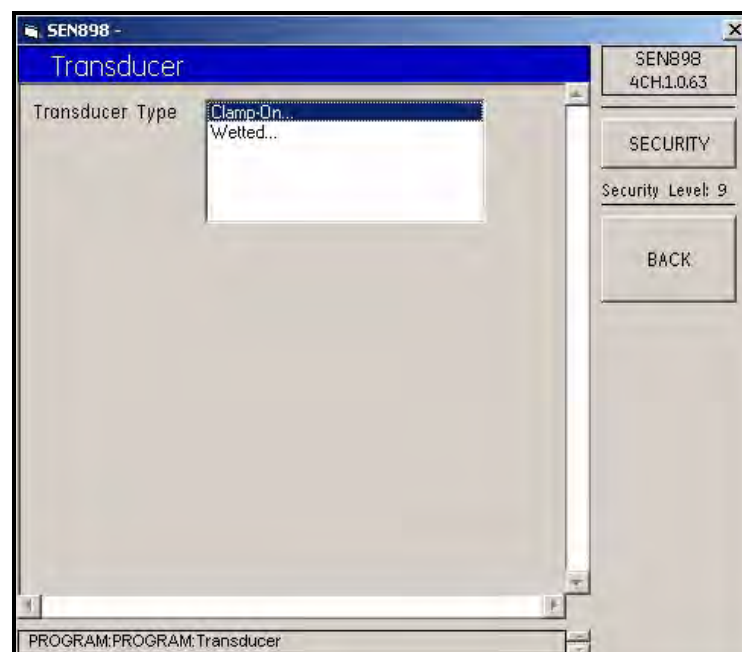 SEN898 -
Transducer
Transducer Type
Clamp-On...
Wetted...
SEN898
4CH.1.0.63
SECURITY
Security Level: 9
BACK
PROGRAM:PROGRAM:Transducer